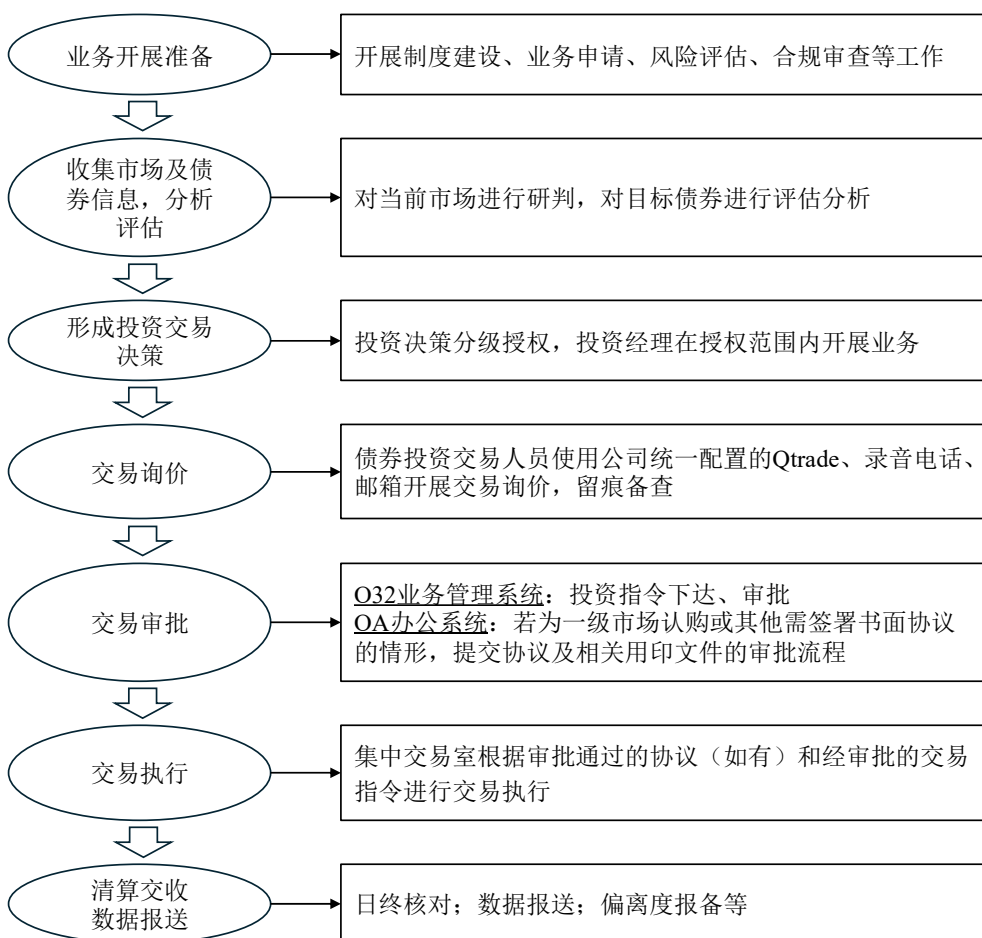 业务开展准备
开展制度建设、业务申请、风险评估、合规审查等工作
收集市场及债
券信息，分析
评估
对当前市场进行研判，对目标债券进行评估分析
形成投资交易
决策
投资决策分级授权，投资经理在授权范围内开展业务
交易询价
债券投资交易人员使用公司统一配置的Qtrade、录音电话、
邮箱开展交易询价，留痕备查
交易审批
O32业务管理系统：投资指令下达、审批
OA办公系统：若为一级市场认购或其他需签署书面协议
的情形，提交协议及相关用印文件的审批流程
交易执行
集中交易室根据审批通过的协议（如有）和经审批的交易
指令进行交易执行
清算交收
数据报送
日终核对；数据报送；偏离度报备等